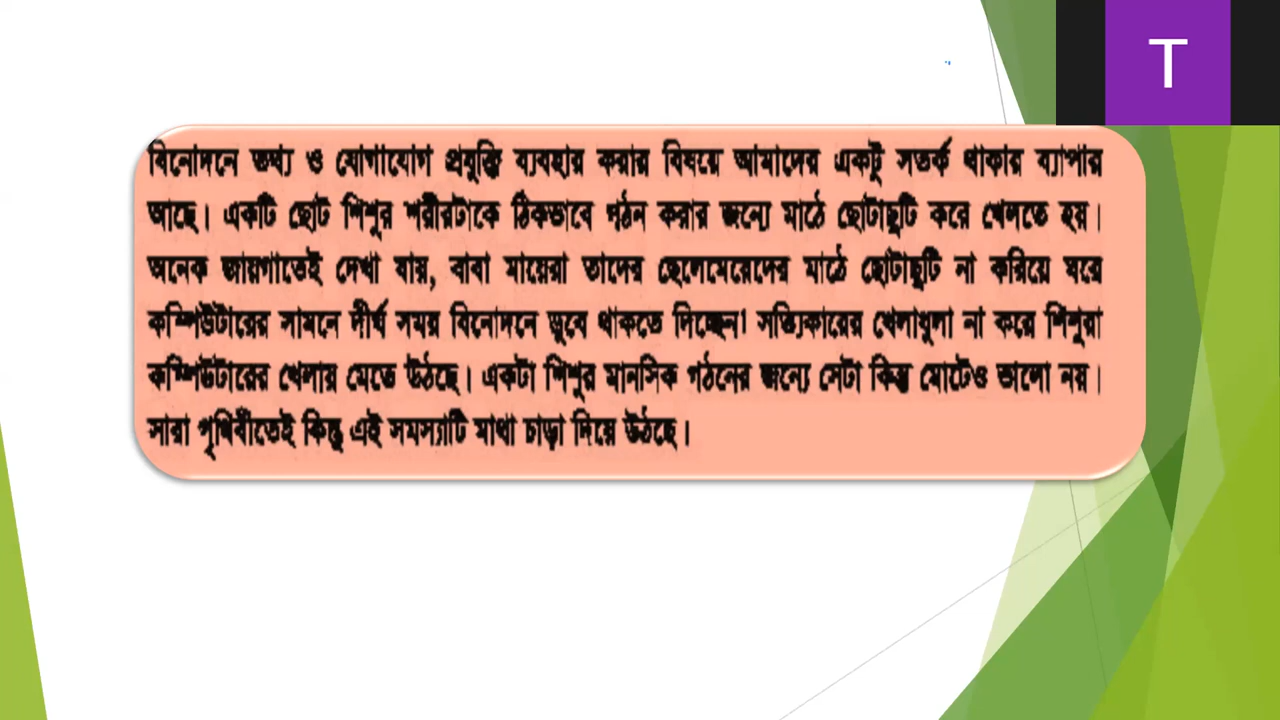 T
বিনোদনে তথ্য ও যোগাযোগ প্রযুক্তি ব্যবহার করার বিষয়ে আমাদের একটু সতর্ক থাকার ব্যাপার
আছে। একটি ছোট শিশুর শরীরটাকে ঠিকভাবে গঠন করার জন্যে মাঠে ছোটাছুটি করে খেলতে হয়।
অনেক জায়গাতেই দেখা যায়, বাবা মায়েরা তাদের ছেলেমেয়েদের মাঠে ছোটাছুটি না করিয়ে ঘরে
কম্পিউটারের সামনে দীর্ঘ সময় বিনোদনে ডুবে থাকতে দিচ্ছেন। সত্যিকারের খেলাধুলা না করে শিশুরা
কম্পিউটারের খেলায় মেতে উঠছে। একটা শিশুর মানসিক গঠনের জন্যে সেটা কিন্তু মোটেও ভালো নয়।
সারা পৃথিবীতেই কিন্তু এই সমস্যাটি মাথা চাড়া দিয়ে উঠছে।